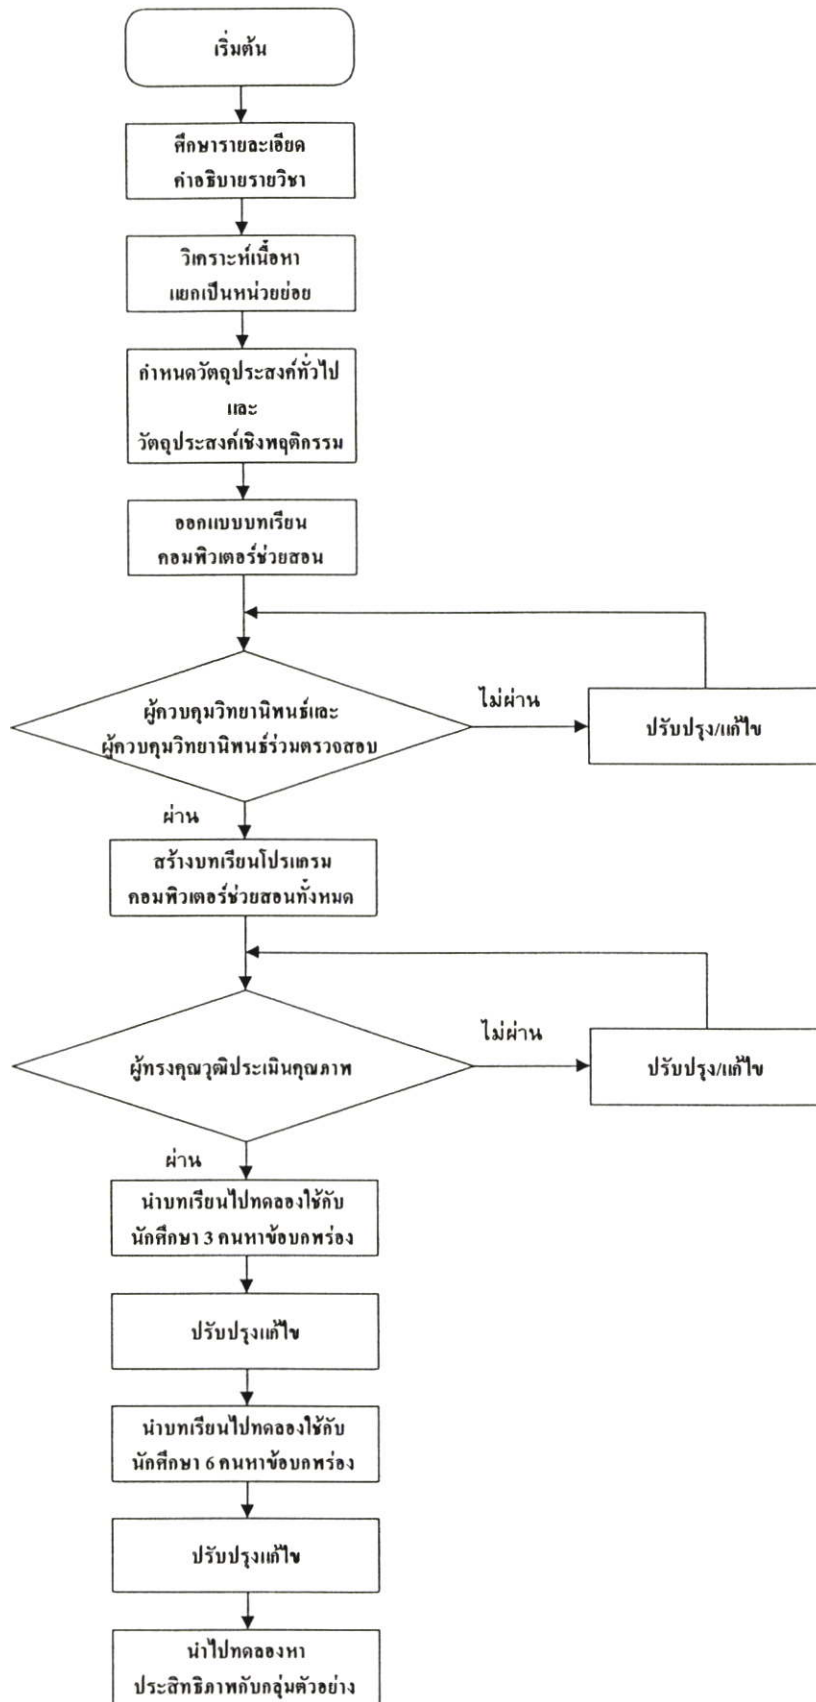 เริ่มต้น
ศึกษารายละเอียด
คำอธิบายรายวิชา
วิเคราะห์เนื้อหา
แยกเป็นหน่วยย่อย
กำหนดวัตถุประสงค์ทั่วไป
และ
วัตถุประสงค์เชิงพฤติกรรม
ออกแบบบทเรียน
คอมพิวเตอร์ช่วยสอน
ผู้ควบคุมวิทยานิพนธ์และ
ผู้ควบคุมวิทยานิพนธ์ร่วมตรวจสอบ
ไม่ผ่าน
ปรับปรุง/แก้ไข
ผ่าน
สร้างบทเรียนโปรแกรม
คอมพิวเตอร์ช่วยสอนทั้งหมด
ผู้ทรงคุณวุฒิประเมินคุณภาพ
ไม่ผ่าน
ปรับปรุง/แก้ไข
ผ่าน
นำบทเรียนไปทดลองใช้กับ
นักศึกษา 3 คนหาข้อบกพร่อง
ปรับปรุงแก้ไข
นำบทเรียนไปทดลองใช้กับ
นักศึกษา 6 คนหาข้อบกพร่อง
ปรับปรุงแก้ไข
นำไปทดลองหา
ประสิทธิภาพกับกลุ่มตัวอย่าง